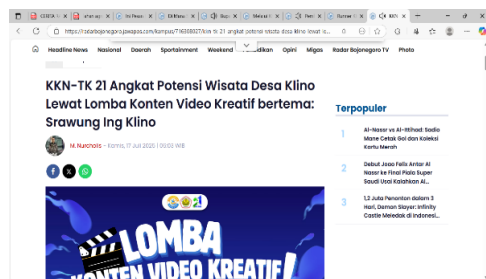 Headline News Nasional Daerah Sportainment Weekend Pendidikan Opini Migas Radar Bojonegoro TV Photo
KKN-TK 21 Angkat Potensi Wisata Desa Klino
Lewat Lomba Konten Video Kreatif bertema:
Srawung Ing Klino
M. Nurcholis - Kamis, 17 Juli 2025 | 05:03 WIB
Terpopuler
1 Al-Nassr vs Al-Ittihad: Sadio
Mane Cetak Gol dan Koleksi
Kartu Merah
2 Debut Joao Felix Antar Al
Nassr ke Final Piala Super
Saudi Usai Kalahkan Al...
3 1,2 Juta Penonton dalam 3
Hari, Demon Slayer: Infinity
Castle Meledak di Indonesi...
LOMBA
KONTEN VIDEO KREATIF